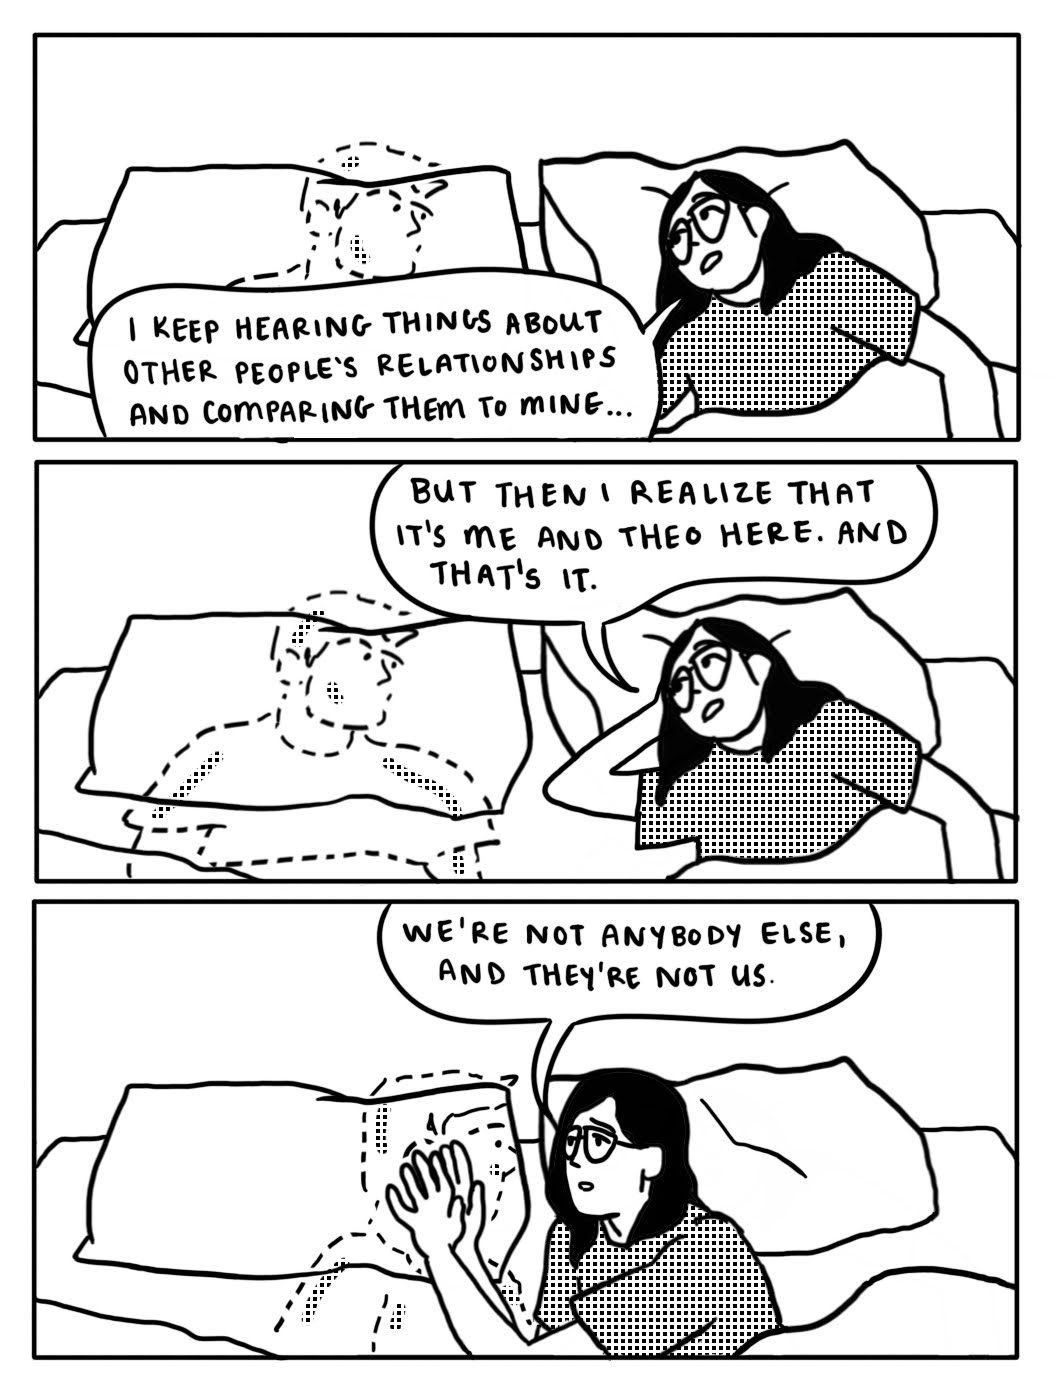 I KEEP HEARING THINGS ABOUT
OTHER PEOPLE'S RELATIONSHIPS
AND COMPARING THEM TO MINE...
BUT THEN I REALIZE THAT
IT'S ME AND THEO HERE. AND
THAT'S IT.
WE'RE NOT ANYBODY ELSE,
AND THEY'RE NOT US.